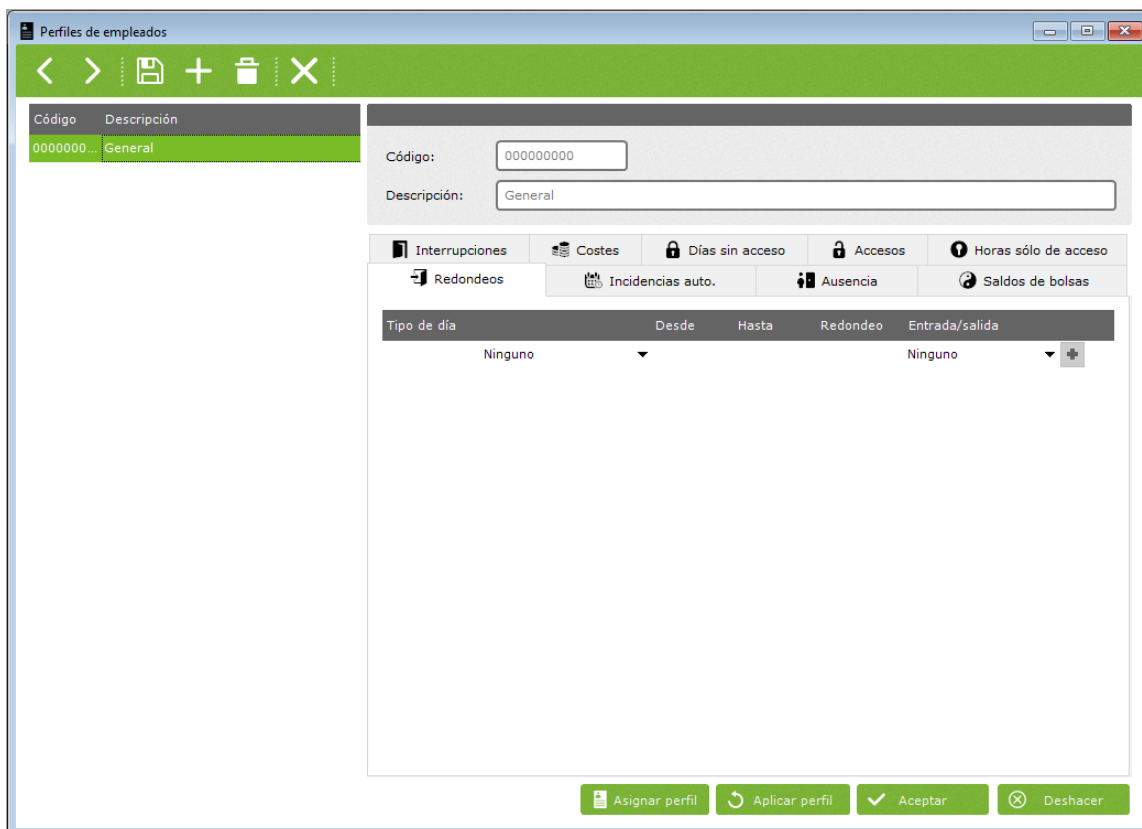 Perfiles de empleados
Código Descripción
0000000... General
Código: 000000000
Descripción: General
Interrupciones Costes Días sin acceso Accesos Horas sólo de acceso
Redondeos Incidencias auto. Ausencia Saldos de bolsas
Tipo de día Desde Hasta Redondeo Entrada/salida
Ninguno Ninguno
Asignar perfil Aplicar perfil Aceptar Deshacer